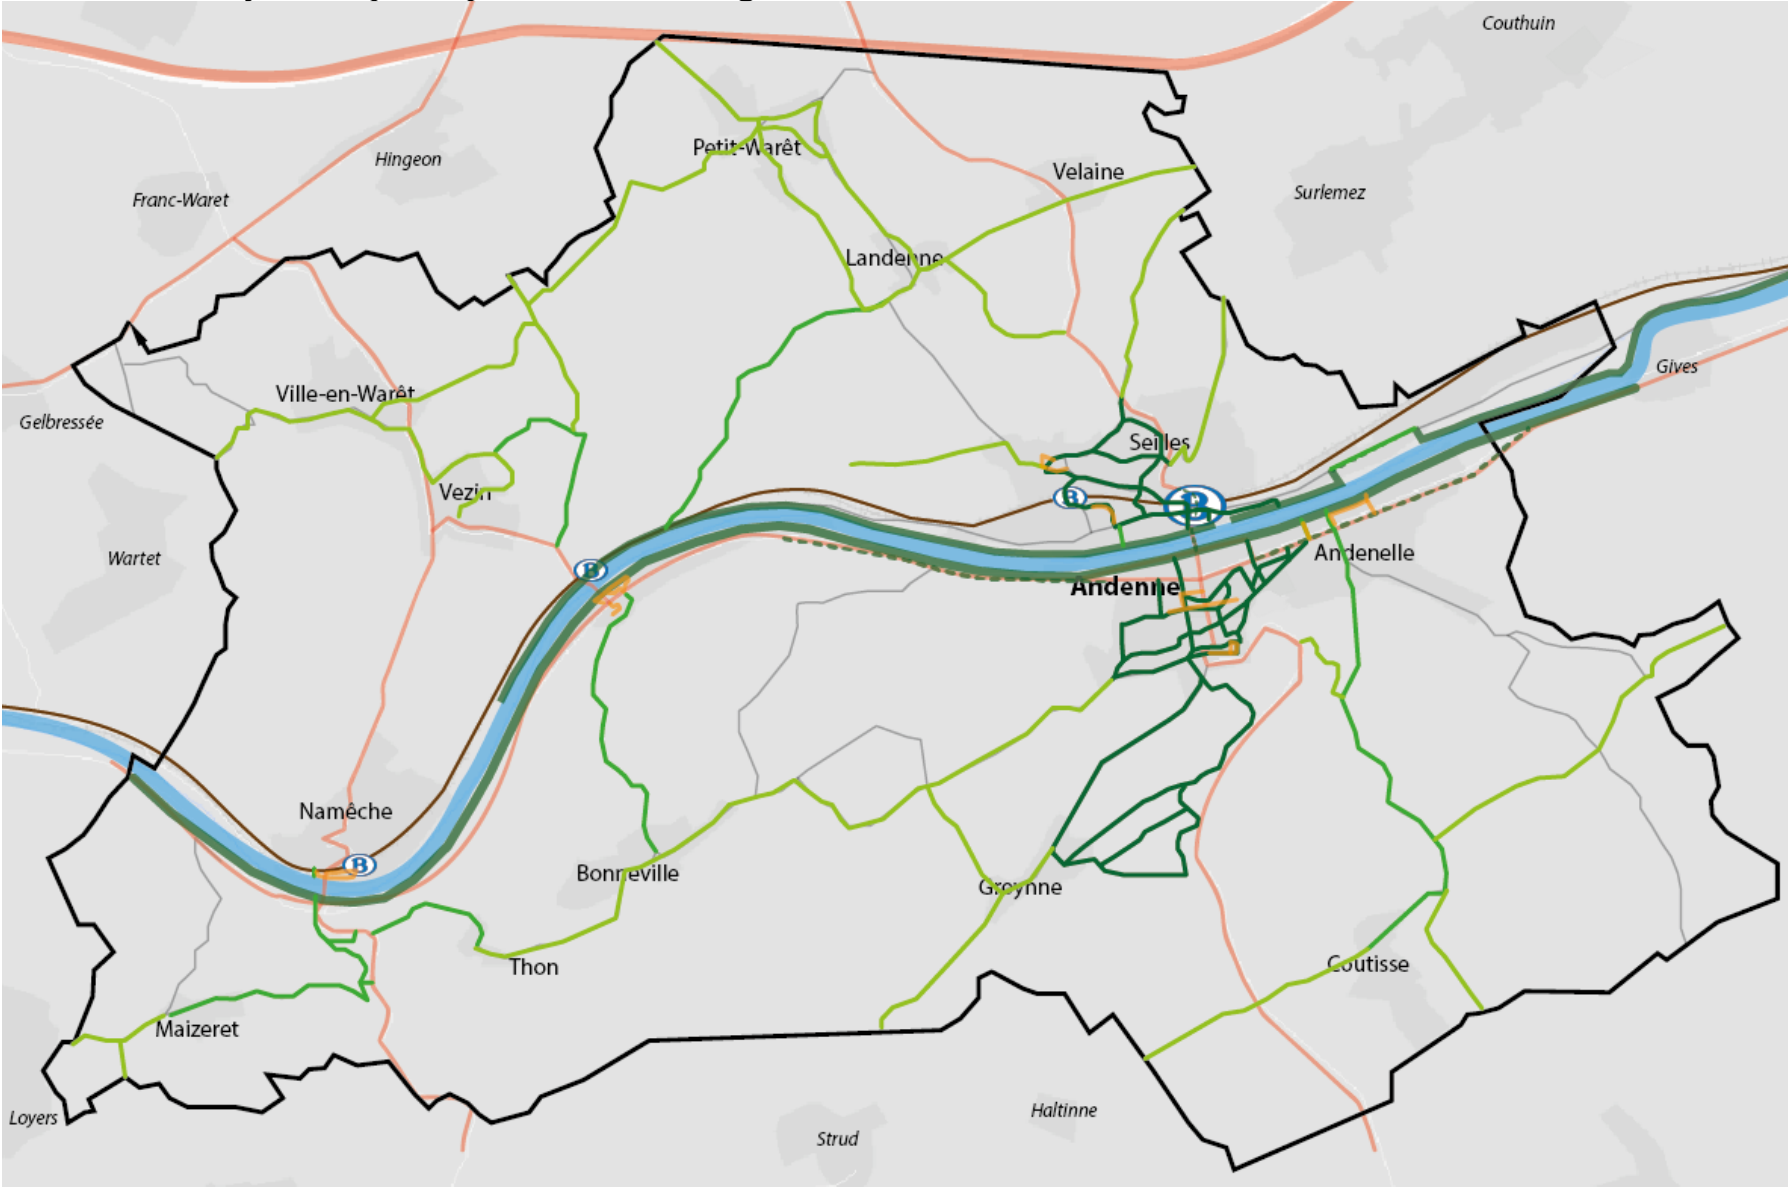 Couthuin
Petit-Warêt
Hingeon
Velaine
Surlemez
Franc-Waret
Landenne
Gives
Ville-en-Warêt
Gelbressée
Seilles
Vezin
B
B
Wartet
Andenelle
B
Andenne
Namêche
B
Bonneville
Groynne
Thon
Coutisse
Maizeret
Haltinne
Loyers
Strud